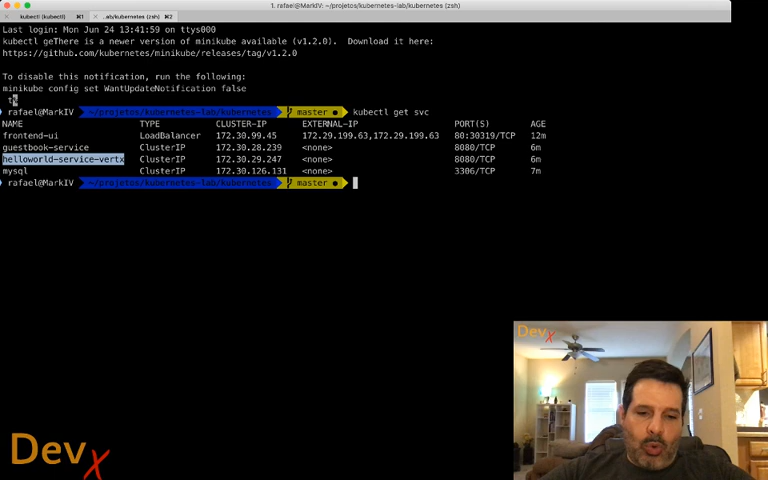 1. rafael@MarkIV: ~/projetos/kubernetes-lab/kubernetes (zsh)
kubectl (kubectl) ⌘1 ..ab/kubernetes (zsh) ⌘2
Last login: Mon Jun 24 13:41:59 on ttys000
kubectl geThere is a newer version of minikube available (v1.2.0). Download it here:
https://github.com/kubernetes/minikube/releases/tag/v1.2.0
To disable this notification, run the following:
minikube config set WantUpdateNotification false
rafael@MarkIV ~/projetos/kubernetes-lab/kubernetes master ● kubectl get svc
NAME TYPE CLUSTER-IP EXTERNAL-IP PORT(S) AGE
frontend-ui LoadBalancer 172.30.99.45 172.29.199.63,172.29.199.63 80:30319/TCP 12m
guestbook-service ClusterIP 172.30.28.239 <none> 8080/TCP 6m
helloworld-service-vertx ClusterIP 172.30.29.247 <none> 8080/TCP 6m
mysql ClusterIP 172.30.126.131 <none> 3306/TCP 7m
rafael@MarkIV ~/projetos/kubernetes-lab/kubernetes master ●
Dev X
Dev X